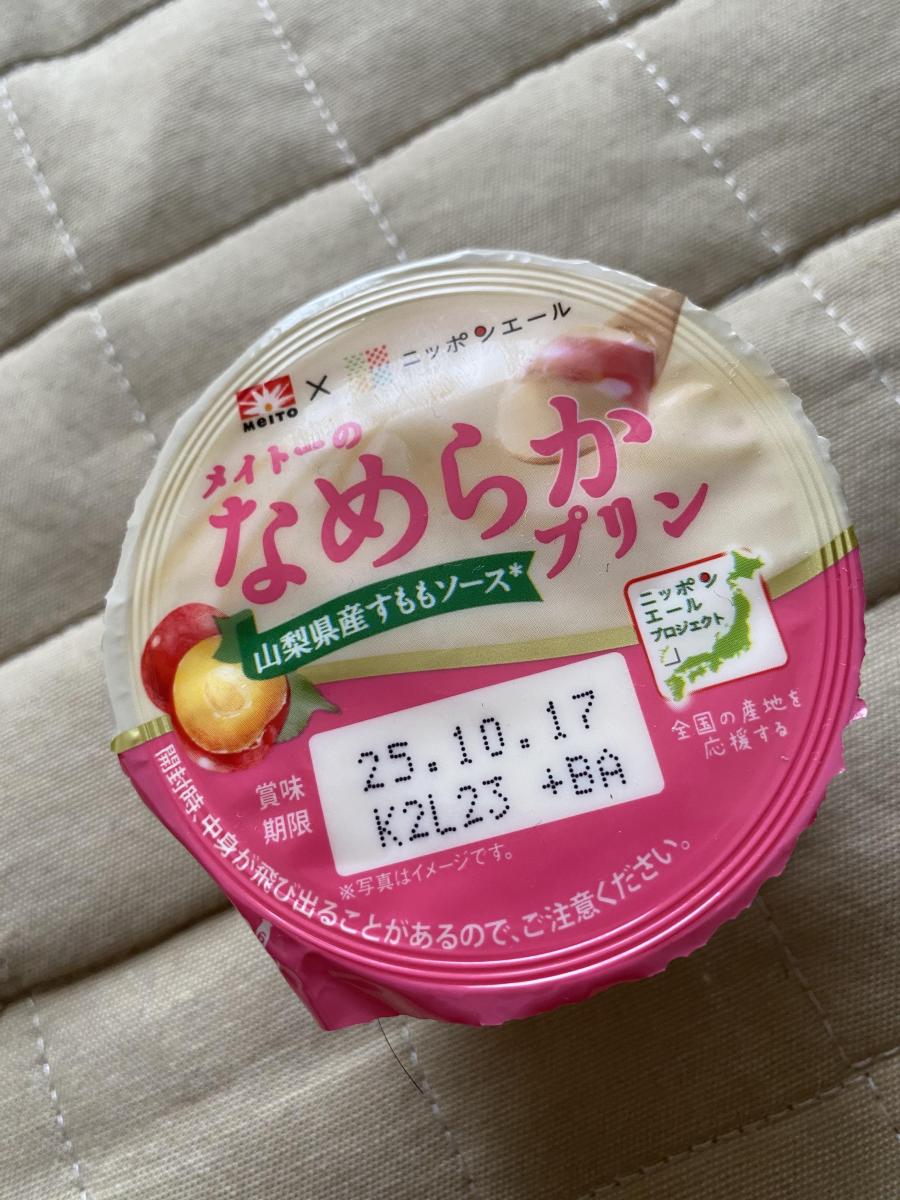 MEITO × ニッポンエール
メイトーの
なめらか
プリン
山梨県産すももソース*
ニッポン
エール
プロジェクト
全国の産地を
応援する
賞味
期限
25.10.17
K2L23 +BA
※写真はイメージです。
開封時、中身が飛び出ることがあるので、ご注意ください。